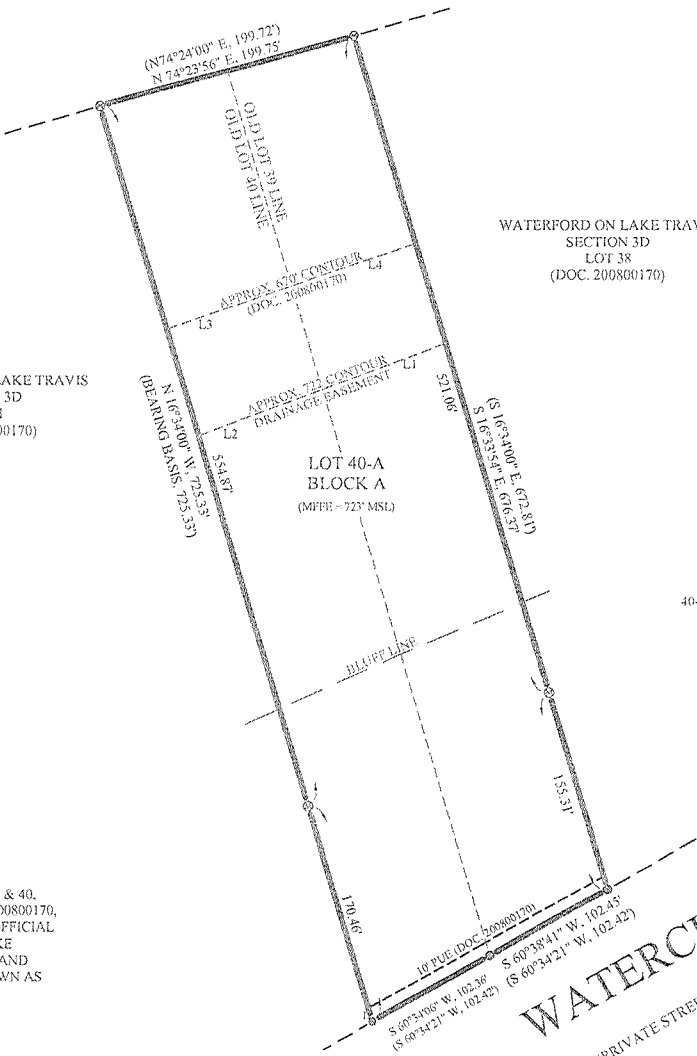 (N74°24'00" E, 199.72')
N 74°23'56" E, 199.75'
OLD LOT 39 LINE
OLD LOT 40 LINE
WATERFORD ON LAKE TRAV
SECTION 3D
LOT 38
(DOC. 200800170)
APPROX. 670' CONTOUR
(DOC. 200800170)
L4
L3
APPROX. 722' CONTOUR
DRAINAGE EASEMENT
L1
L2
LAKE TRAVIS
3D
00170)
N 16°34'00" W, 725.33'
(BEARING BASIS, 725.33')
554.87'
521.06'
(S 16°34'00" E, 672.81')
S 16°33'54" E, 676.37'
LOT 40-A
BLOCK A
(MFFE = 723' MSL)
40-
BLUFF LINE
155.31'
170.46'
& 40,
00800170,
OFFICIAL
KE
AND
WN AS
10' PUE (DOC. 200800170)
S 60°34'06" W, 102.36'
(S 60°34'21" W, 102.42')
S 60°38'41" W, 102.45'
(S 60°34'21" W, 102.42')
WATERC
PRIVATE STREE